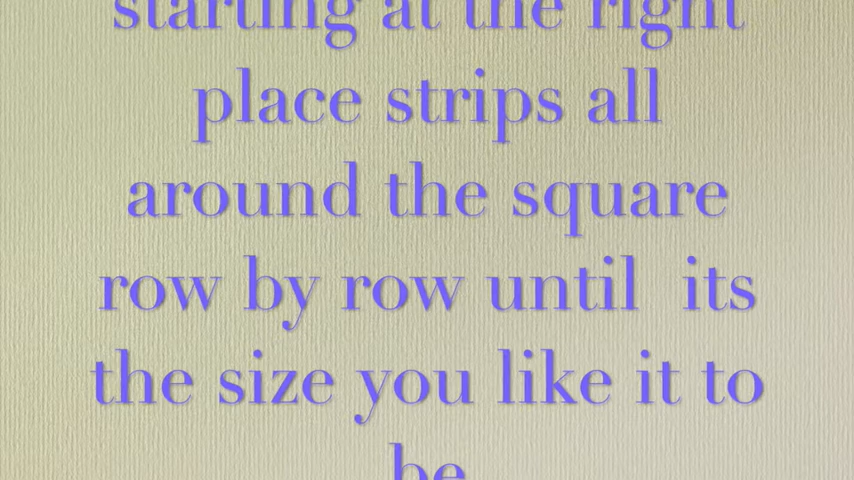 starting at the right
place strips all
around the square
row by row until  its
the size you like it to
be